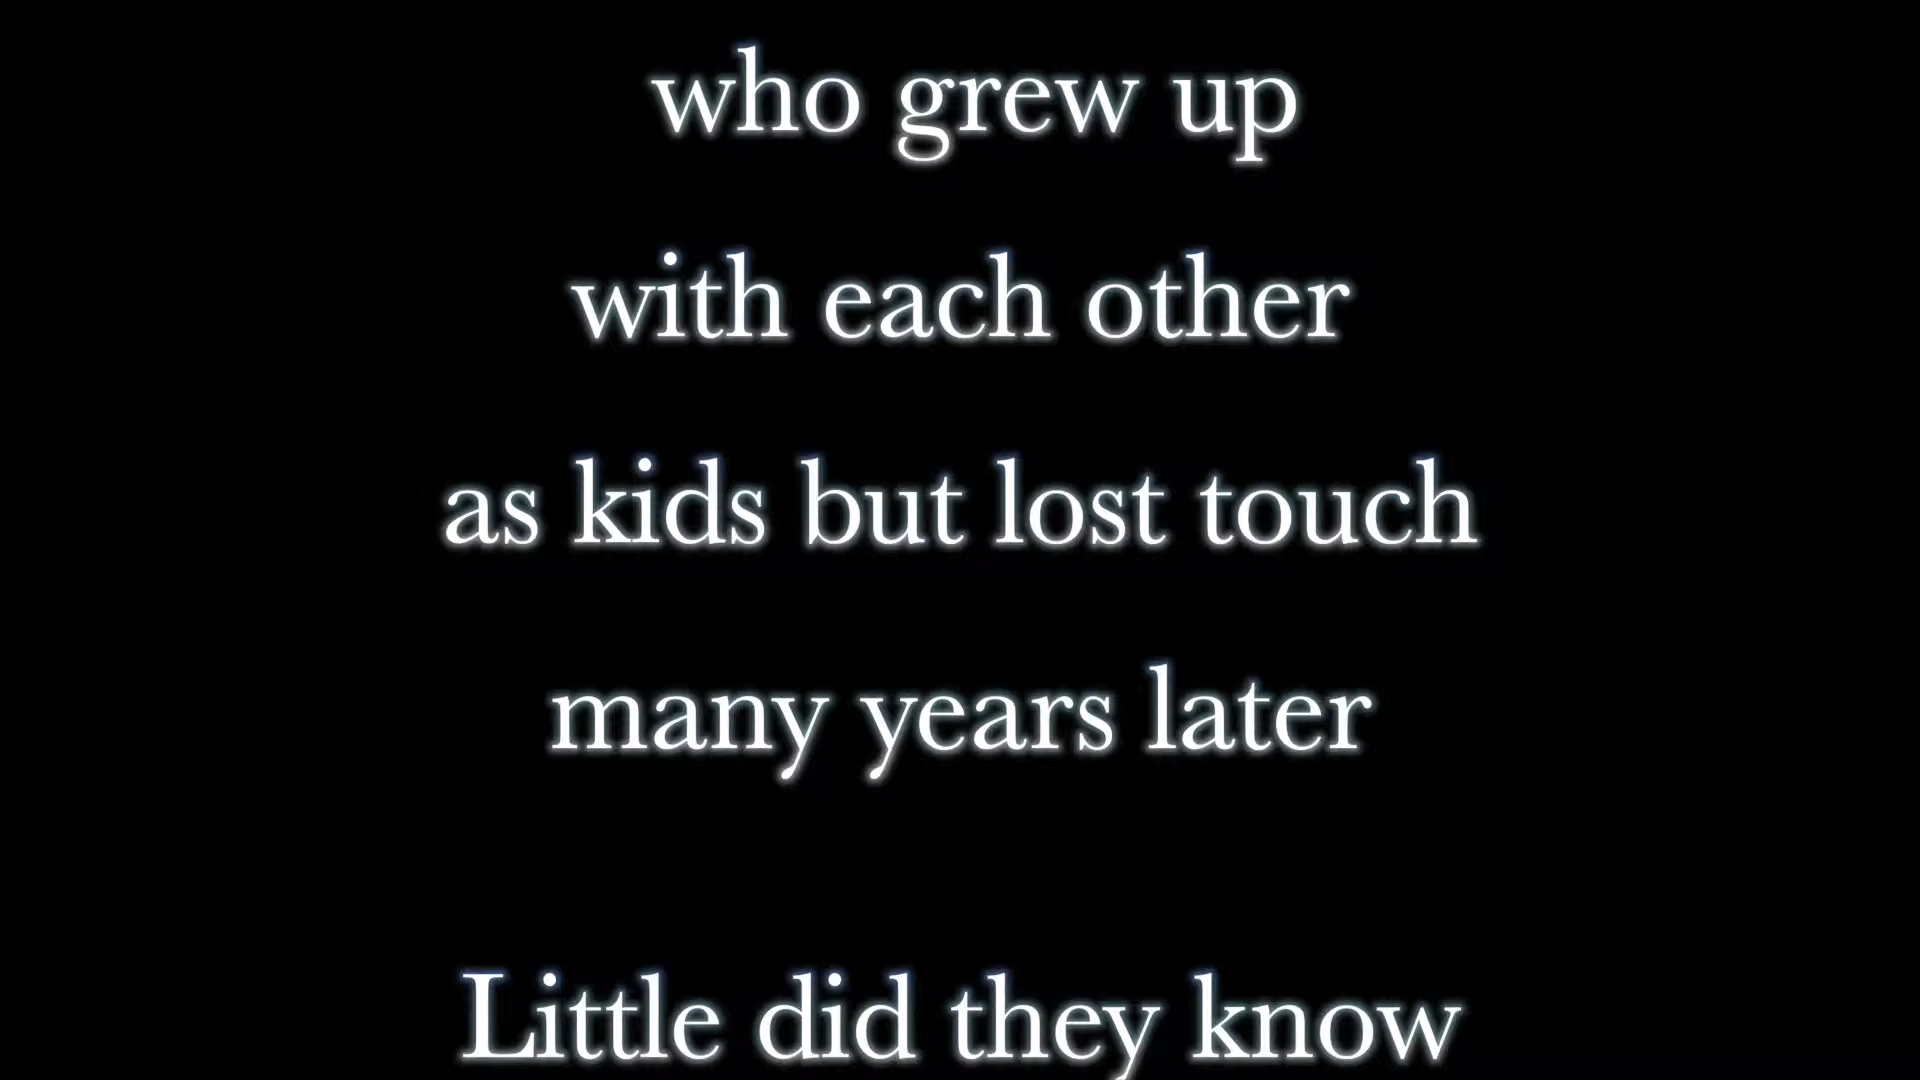 who grew up
with each other
as kids but lost touch
many years later
Little did they know